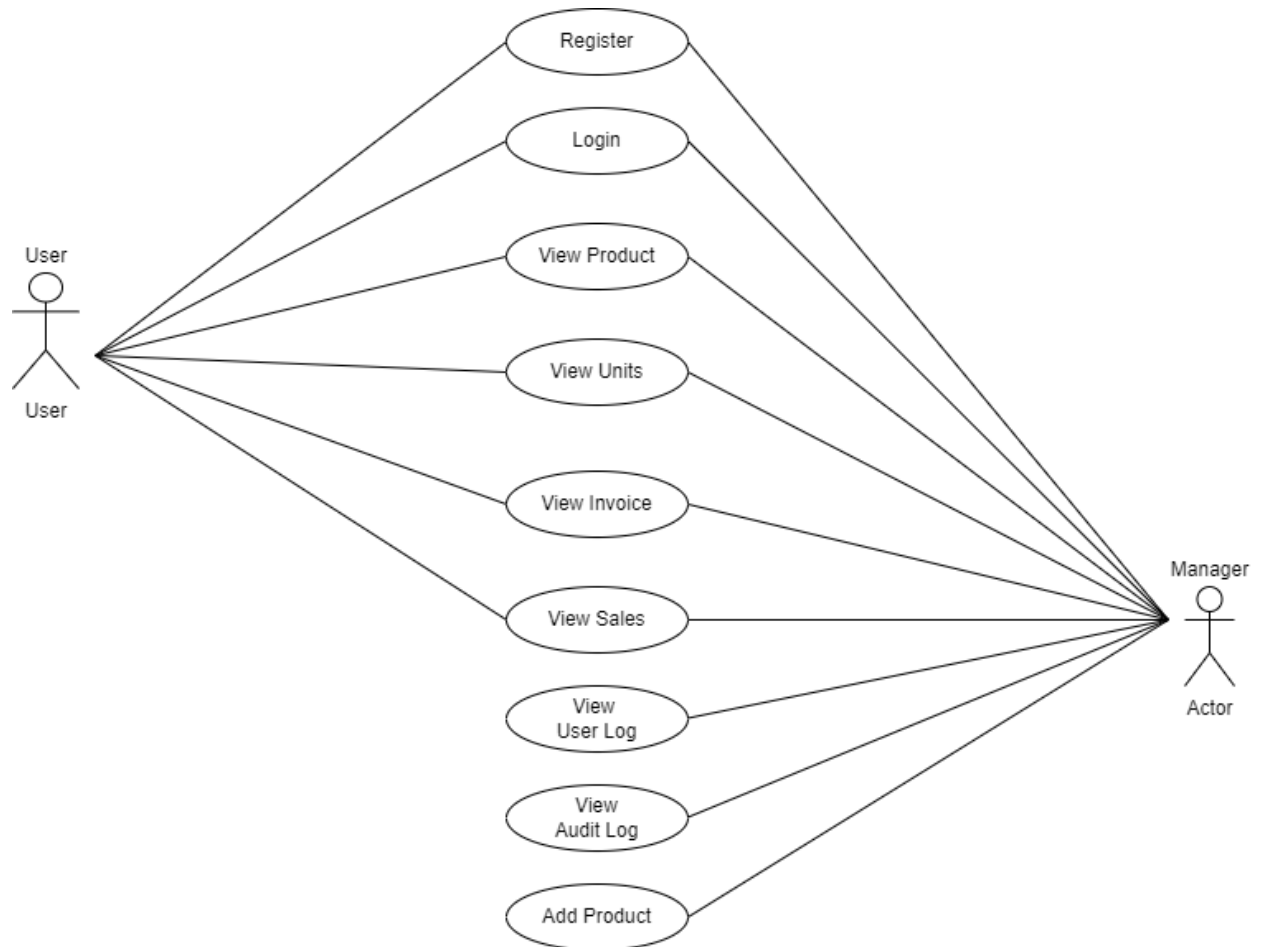 Register
Login
User
View Product
View Units
User
View Invoice
Manager
View Sales
View
User Log
Actor
View
Audit Log
Add Product